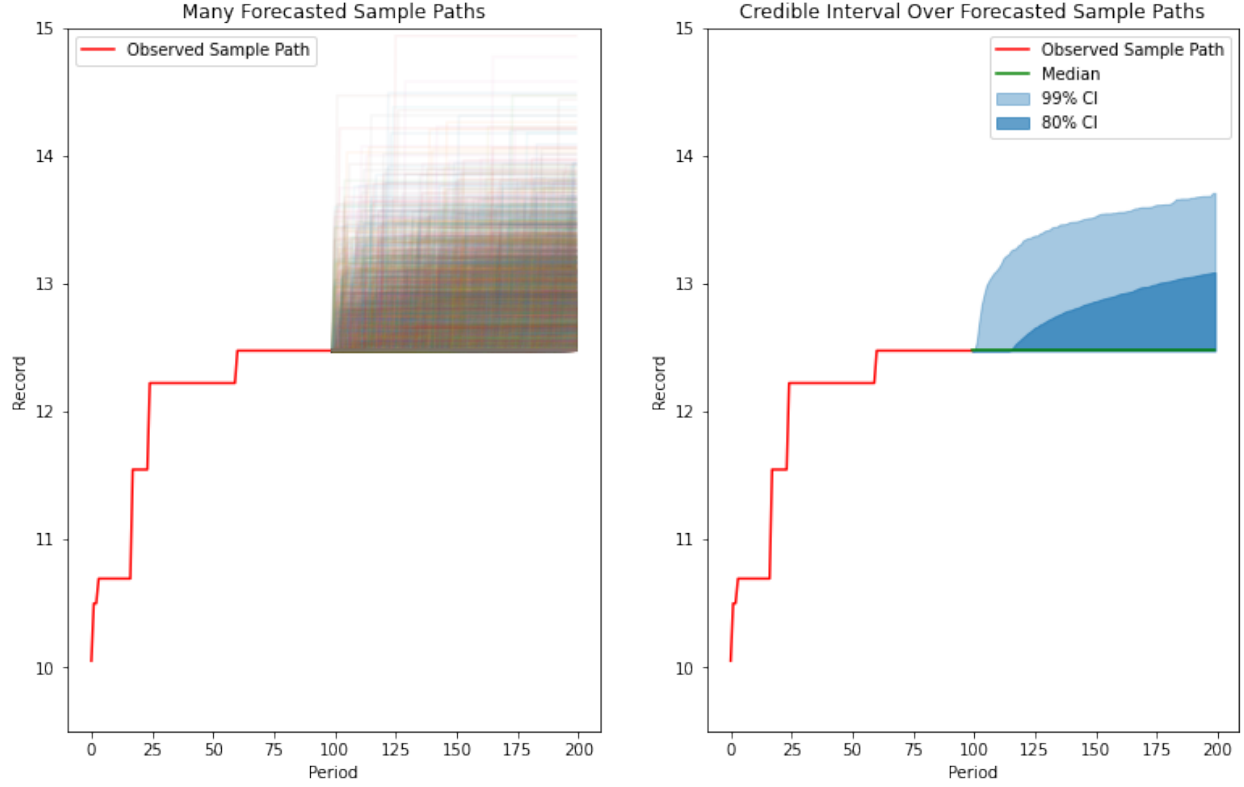 Many Forecasted Sample Paths
Observed Sample Path
15
14
13
12
11
10
Record
0 25 50 75 100 125 150 175 200
Period
Credible Interval Over Forecasted Sample Paths
Observed Sample Path
Median
99% CI
80% CI
15
14
13
12
11
10
Record
0 25 50 75 100 125 150 175 200
Period